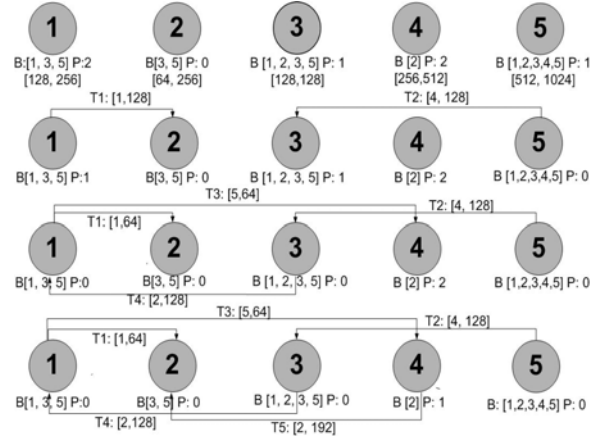 1 2 3 4 5
B:[1, 3, 5] P:2 B[3, 5] P: 0 B [1, 2, 3, 5] P: 1 B [2] P: 2 B [1,2,3,4,5] P: 1
[128, 256] [64, 256] [128,128] [256,512] [512, 1024]
T1: [1,128] T2: [4, 128]
1 2 3 4 5
B[1, 3, 5] P:1 B[3, 5] P: 0 B [1, 2, 3, 5] P: 1 B [2] P: 2 B [1,2,3,4,5] P: 0
T3: [5,64]
T1: [1,64] T2: [4, 128]
1 2 3 4 5
B[1, 3, 5] P:0 B[3, 5] P: 0 B [1, 2, 3, 5] P: 0 B [2] P: 2 B [1,2,3,4,5] P: 0
T4: [2,128]
T3: [5,64]
T1: [1,64] T2: [4, 128]
1 2 3 4 5
B[1, 3, 5] P:0 B[3, 5] P: 0 B [1, 2, 3, 5] P: 0 B [2] P: 1 B: [1,2,3,4,5] P: 0
T4: [2,128] T5: [2, 192]